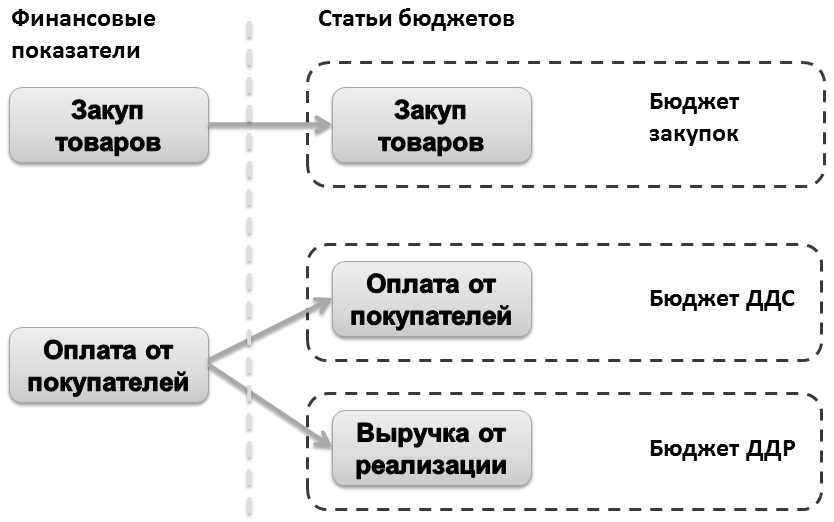 Финансовые
показатели
Статьи бюджетов
Закуп
товаров
Закуп
товаров
Бюджет
закупок
Оплата от
покупателей
Оплата от
покупателей
Бюджет ДДС
Выручка от
реализации
Бюджет ДДР